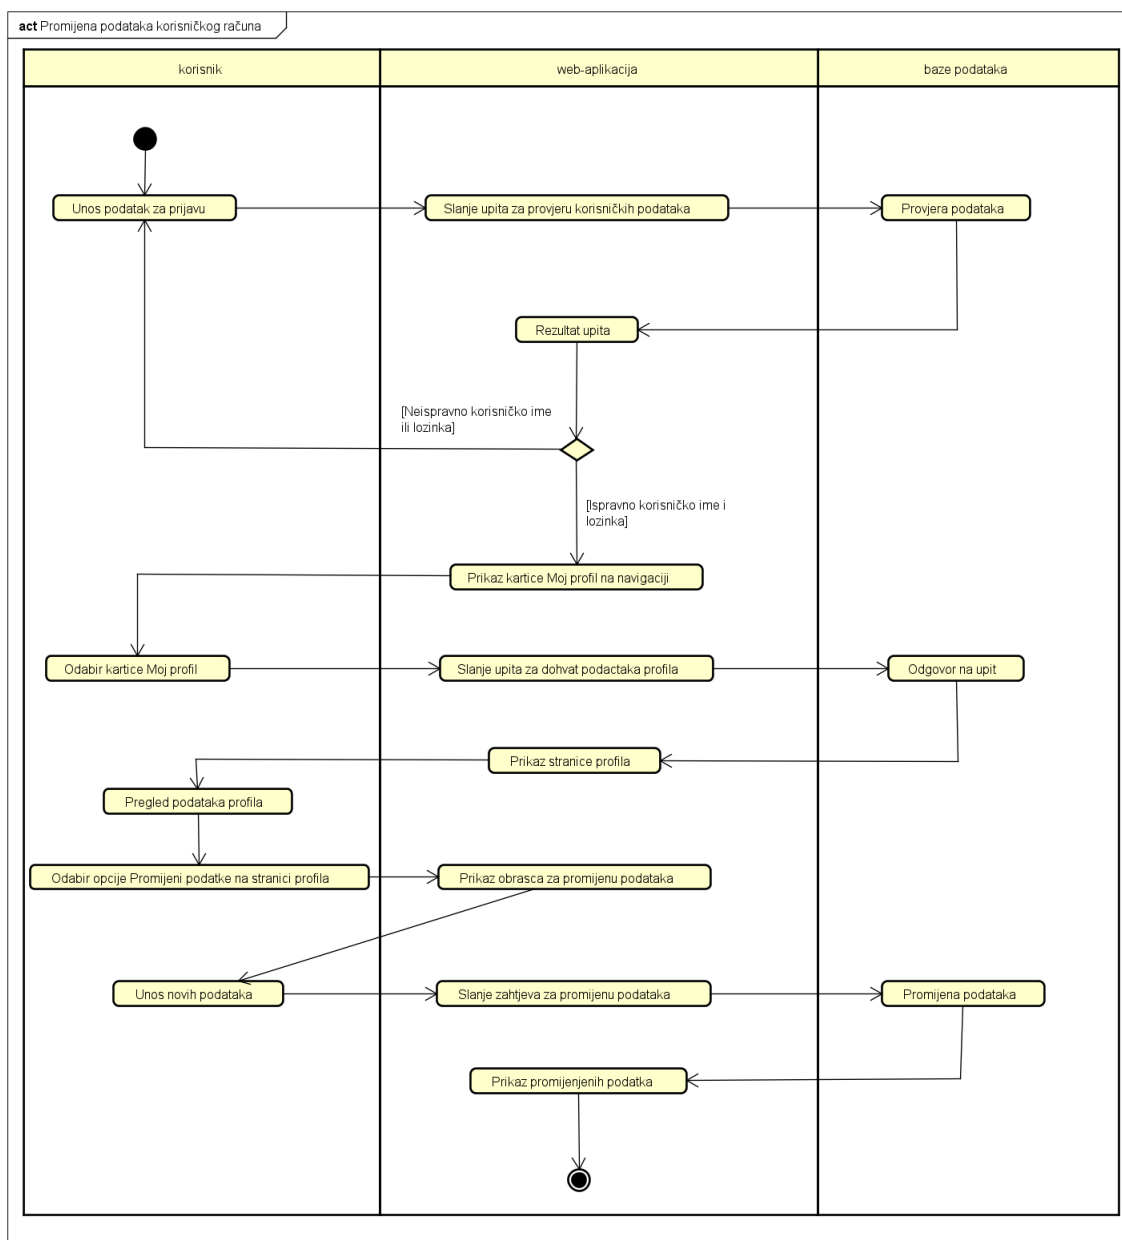 act Promijena podataka korisničkog računa
korisnik
web-aplikacija
baze podataka
Unos podatak za prijavu
Slanje upita za provjeru korisničkih podataka
Provjera podataka
Rezultat upita
[Neispravno korisničko ime
ili lozinka]
[Ispravno korisničko ime i
lozinka]
Prikaz kartice Moj profil na navigaciji
Odabir kartice Moj profil
Slanje upita za dohvat podactaka profila
Odgovor na upit
Prikaz stranice profila
Pregled podataka profila
Odabir opcije Promijeni podatke na stranici profila
Prikaz obrasca za promijenu podataka
Unos novih podataka
Slanje zahtjeva za promijenu podataka
Promijena podataka
Prikaz promijenjenih podatka